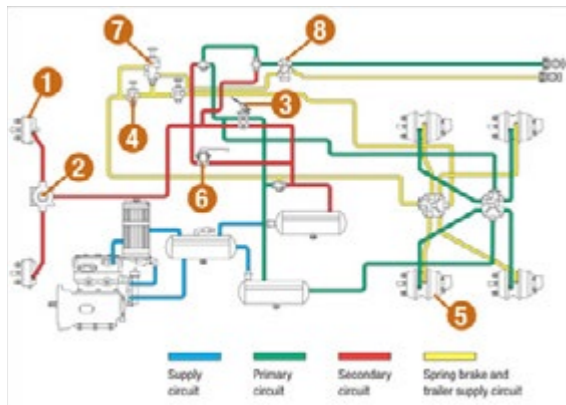 7
8
1
3
4
2
6
5
Supply
circuit
Primary
circuit
Secondary
circuit
Spring brake and
trailer supply circuit